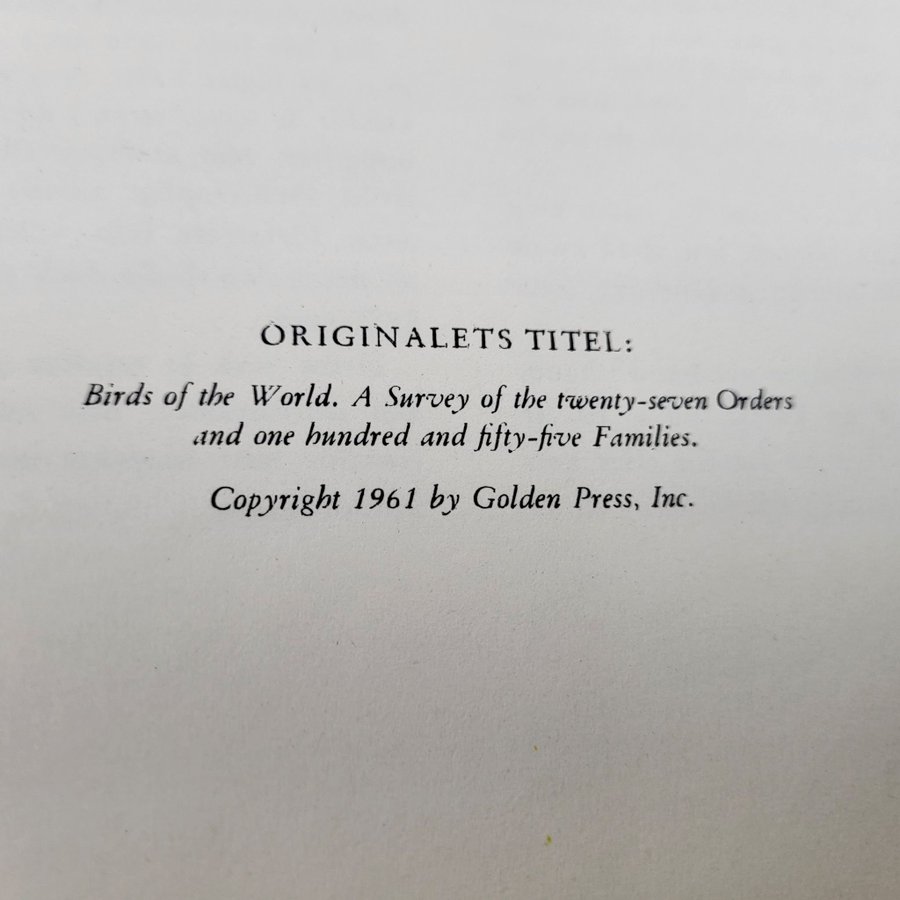 ORIGINALETS TITEL:
Birds of the World. A Survey of the twenty-seven Orders
and one hundred and fifty-five Families.
Copyright 1961 by Golden Press, Inc.